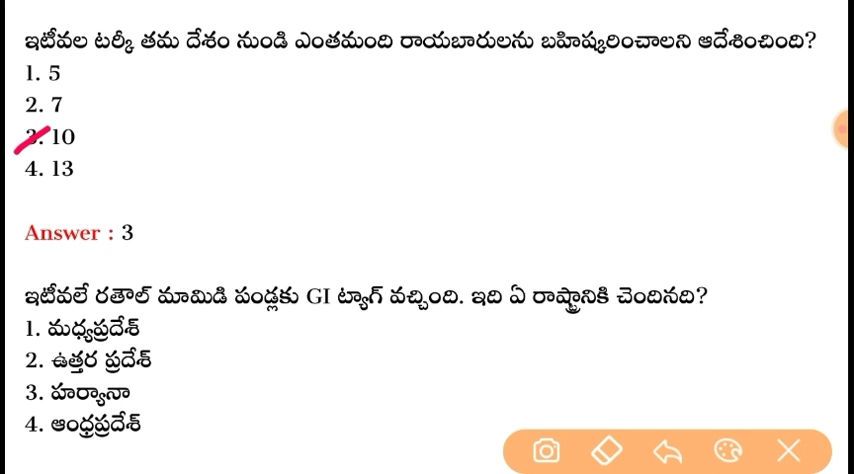 ఇటీవల టర్కీ తమ దేశం నుండి ఎంతమంది రాయబారులను బహిష్కరించాలని ఆదేశించింది?
1. 5
2. 7
3. 10
4. 13
Answer : 3
ఇటీవలే రతౌల్ మామిడి పండ్లకు GI ట్యాగ్ వచ్చింది. ఇది ఏ రాష్ట్రానికి చెందినది?
1. మధ్యప్రదేశ్
2. ఉత్తర ప్రదేశ్
3. హర్యానా
4. ఆంధ్రప్రదేశ్